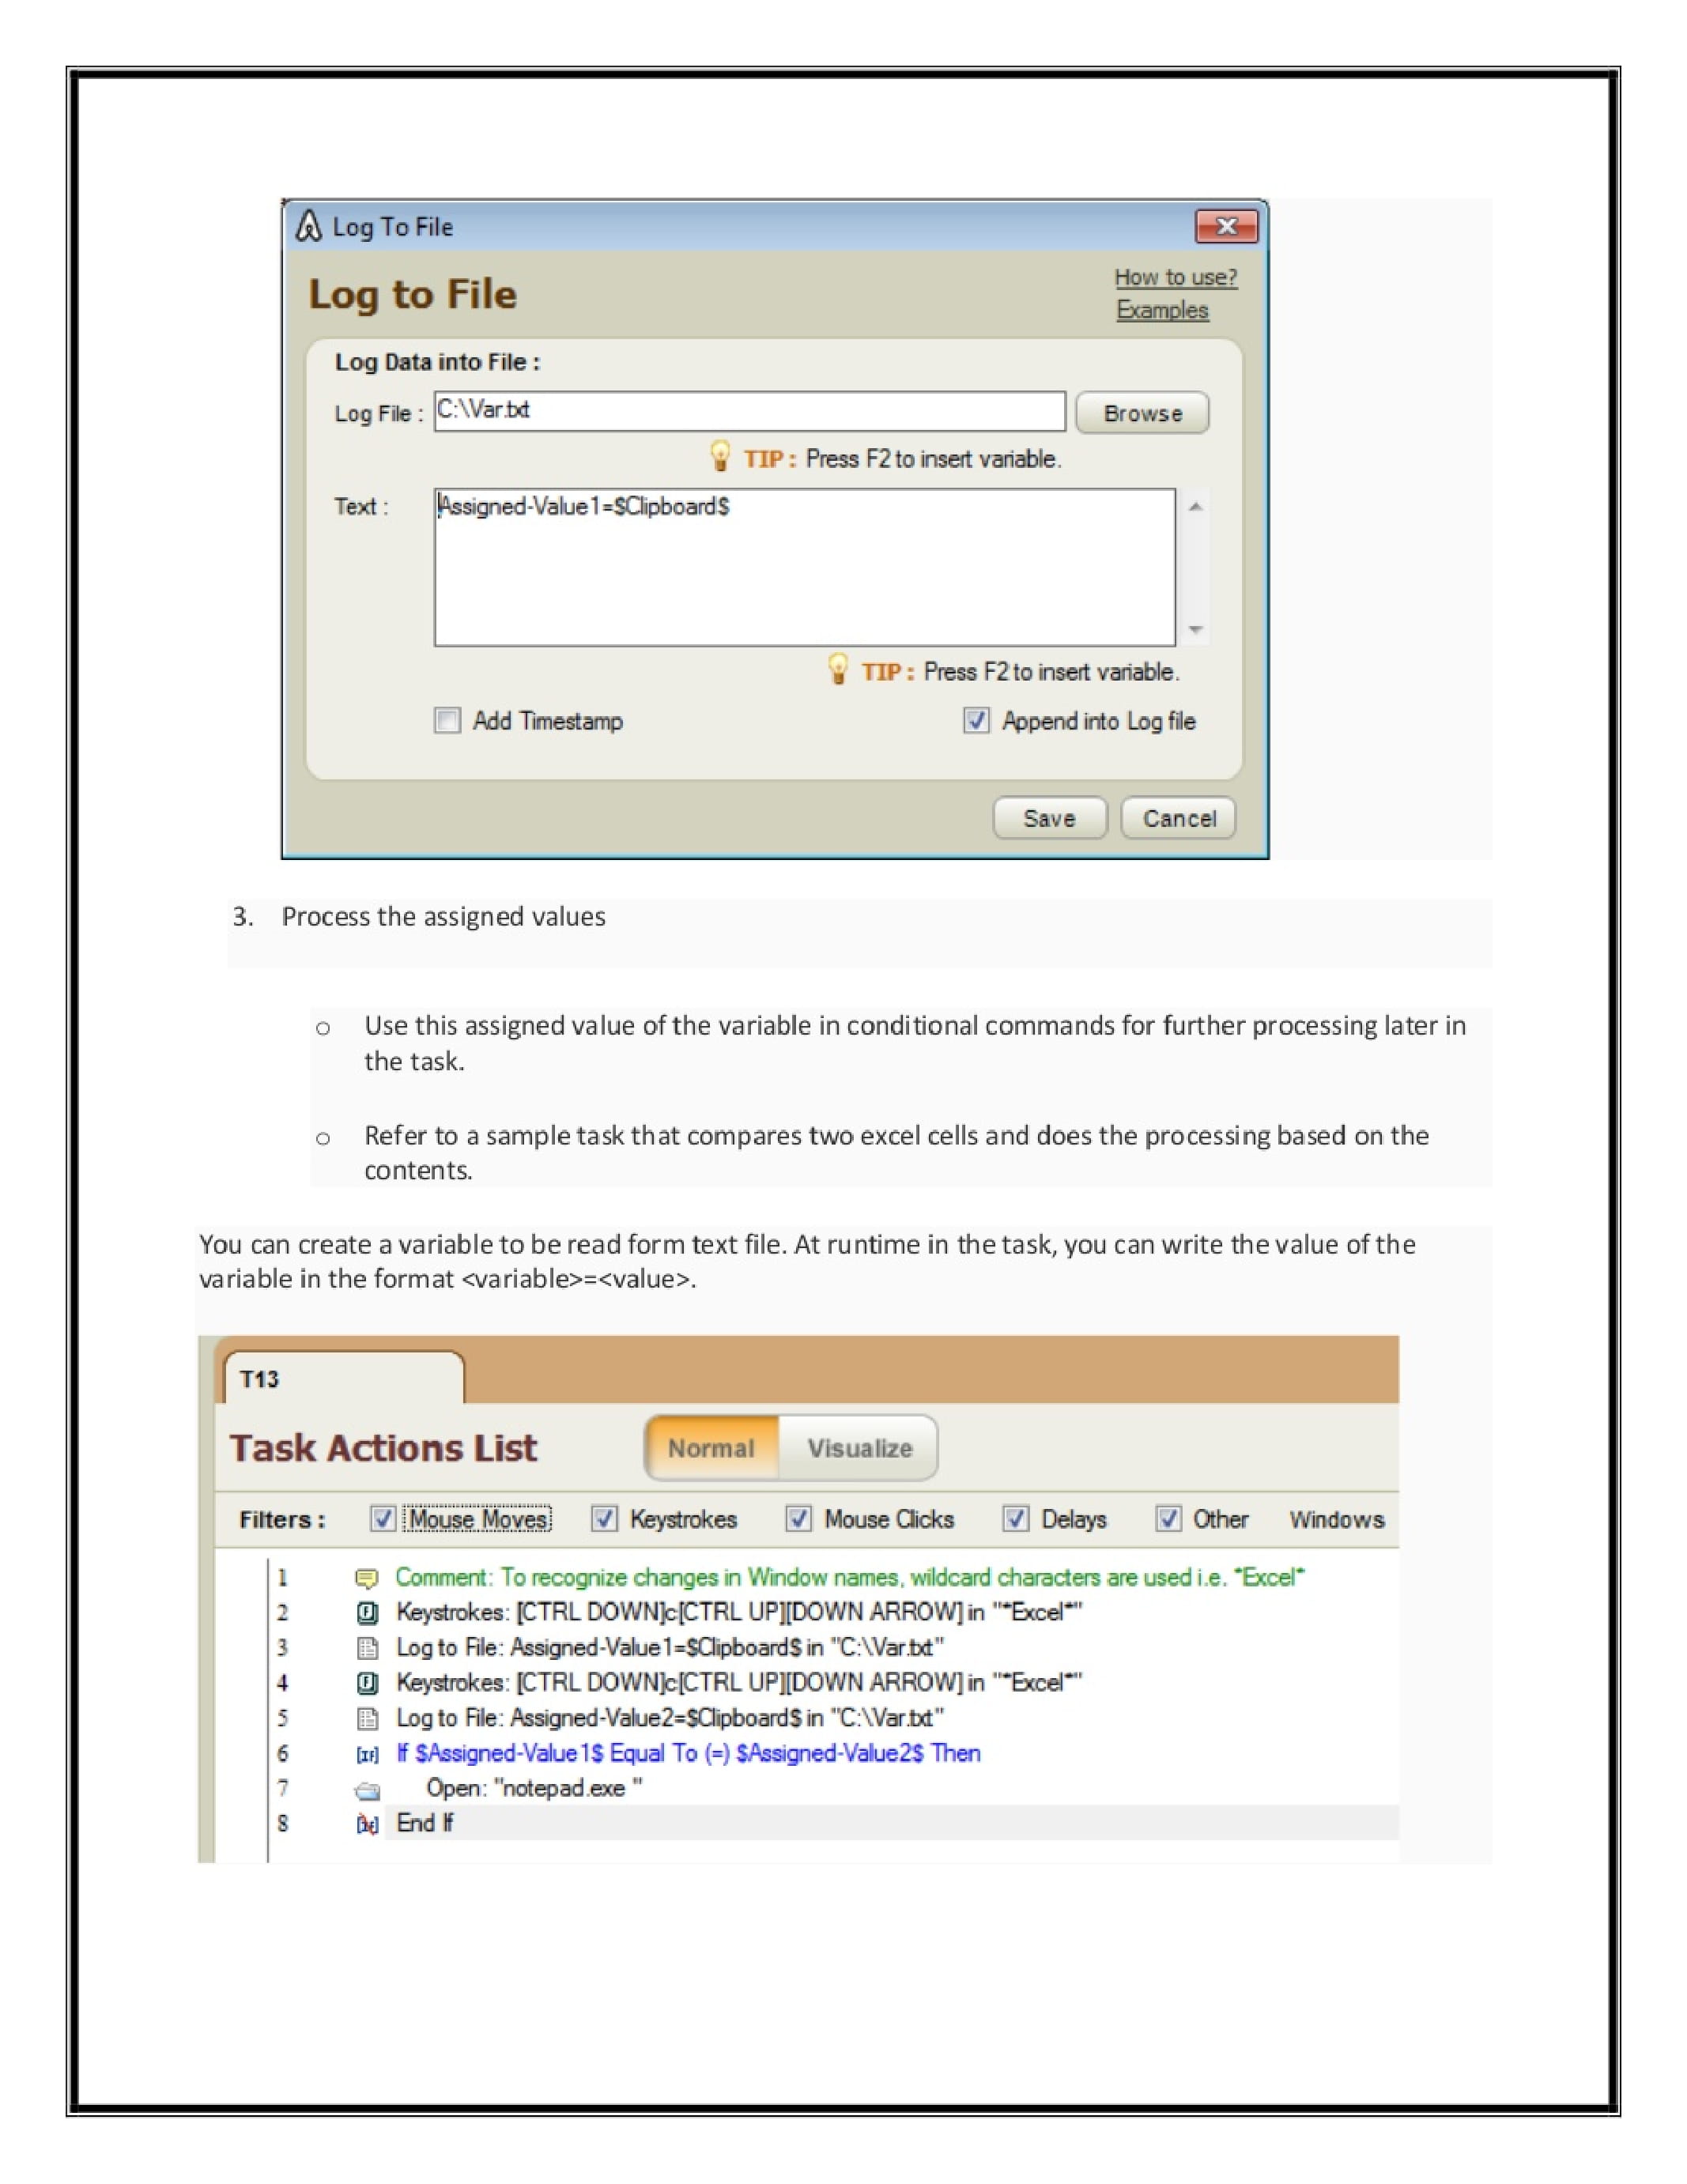 Log To File
Log to File
How to use?
Examples
Log Data into File :
Log File : C:\Var.txt Browse
TIP : Press F2 to insert variable.
Text : Assigned-Value1=$Clipboard$
TIP : Press F2 to insert variable.
Add Timestamp Append into Log file
Save Cancel
3. Process the assigned values
o Use this assigned value of the variable in conditional commands for further processing later in
the task.
o Refer to a sample task that compares two excel cells and does the processing based on the
contents.
You can create a variable to be read form text file. At runtime in the task, you can write the value of the
variable in the format <variable>=<value>.
T13
Task Actions List Normal Visualize
Filters : Mouse Moves Keystrokes Mouse Clicks Delays Other Windows
1 Comment: To recognize changes in Window names, wildcard characters are used i.e. *Excel*
2 Keystrokes: [CTRL DOWN]c[CTRL UP][DOWN ARROW] in "*Excel*"
3 Log to File: Assigned-Value1=$Clipboard$ in "C:\Var.txt"
4 Keystrokes: [CTRL DOWN]c[CTRL UP][DOWN ARROW] in "*Excel*"
5 Log to File: Assigned-Value2=$Clipboard$ in "C:\Var.txt"
6 If $Assigned-Value1$ Equal To (=) $Assigned-Value2$ Then
7 Open: "notepad.exe "
8 End If